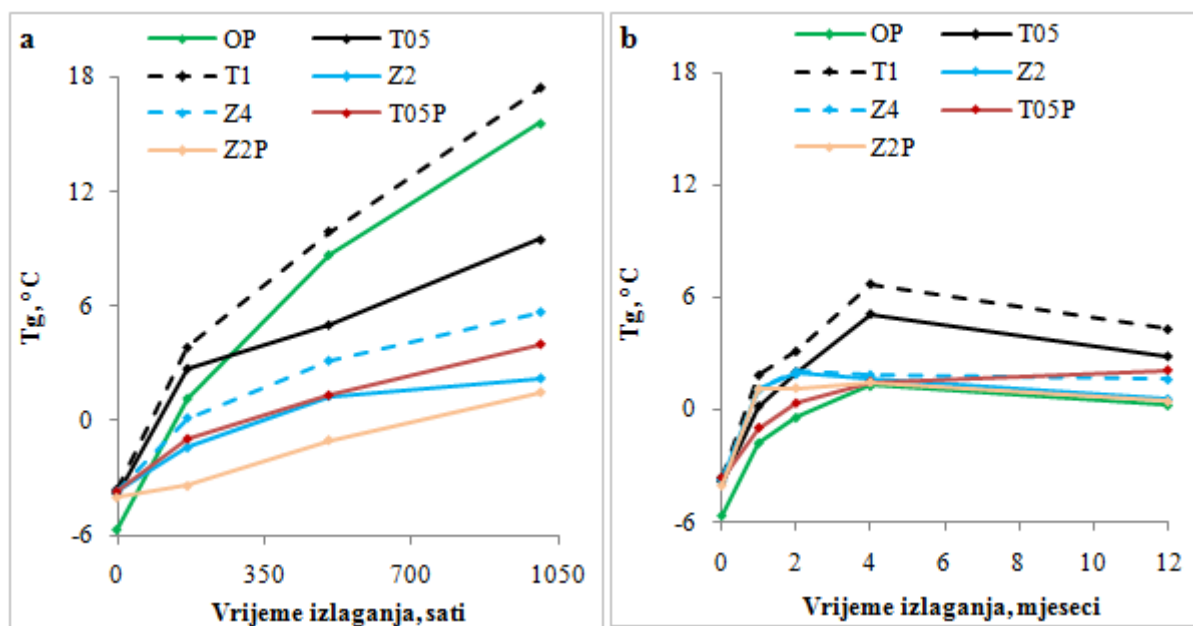 a
OP T05
T1 Z2
Z4 T05P
Z2P
18
12
6
0
-6
Tg, °C
0 350 700 1050
Vrijeme izlaganja, sati
b
OP T05
T1 Z2
Z4 T05P
Z2P
18
12
6
0
-6
Tg, °C
0 2 4 6 8 10 12
Vrijeme izlaganja, mjeseci